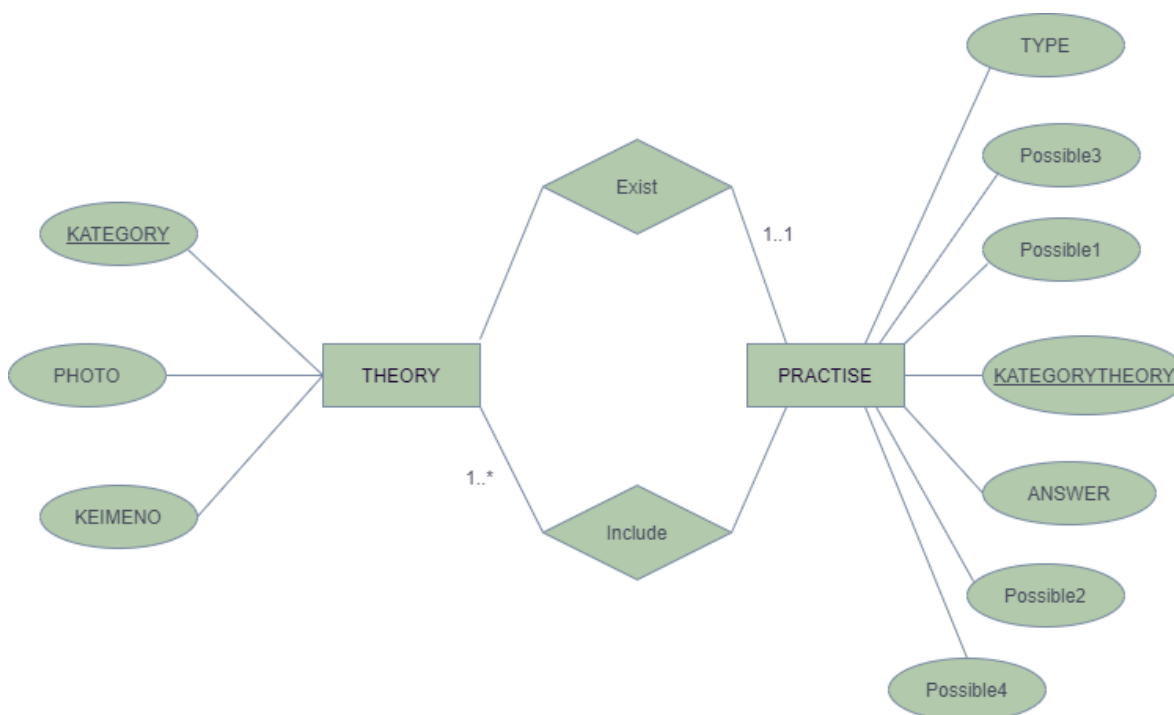 TYPE
Possible3
Exist
KATEGORY
1..1
Possible1
PHOTO
THEORY
PRACTISE
KATEGORYTHEORY
1..*
ANSWER
KEIMENO
Include
Possible2
Possible4